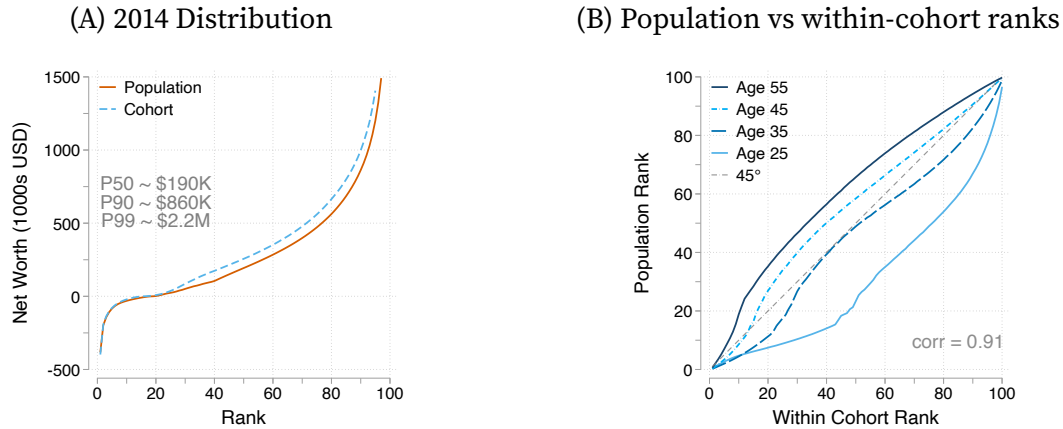 (A) 2014 Distribution
Net Worth (1000s USD)
1500
1000
500
0
-500
Population
Cohort
P50 ~ $190K
P90 ~ $860K
P99 ~ $2.2M
0 20 40 60 80 100
Rank
(B) Population vs within-cohort ranks
Population Rank
100
80
60
40
20
0
Age 55
Age 45
Age 35
Age 25
45°
corr = 0.91
0 20 40 60 80 100
Within Cohort Rank